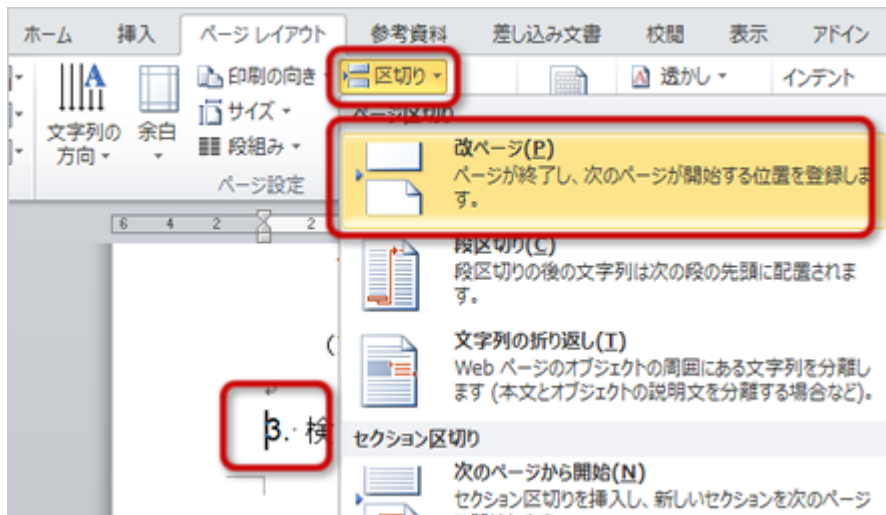 ホーム 挿入 ページ レイアウト 参考資料 差し込み文書 校閲 表示 アドイン
文字列の
方向
余白
印刷の向き
サイズ
段組み
ページ設定
区切り
透かし
インデント
ページ区切り
改ページ(P)
ページが終了し、次のページが開始する位置を登録しま
す。
段区切り(C)
段区切りの後の文字列は次の段の先頭に配置されま
す。
文字列の折り返し(T)
Web ページのオブジェクトの周囲にある文字列を分離し
ます (本文とオブジェクトの説明文を分離する場合など)。
セクション区切り
次のページから開始(N)
セクション区切りを挿入し、新しいセクションを次のページ
6 4 2 2
(
3. 検